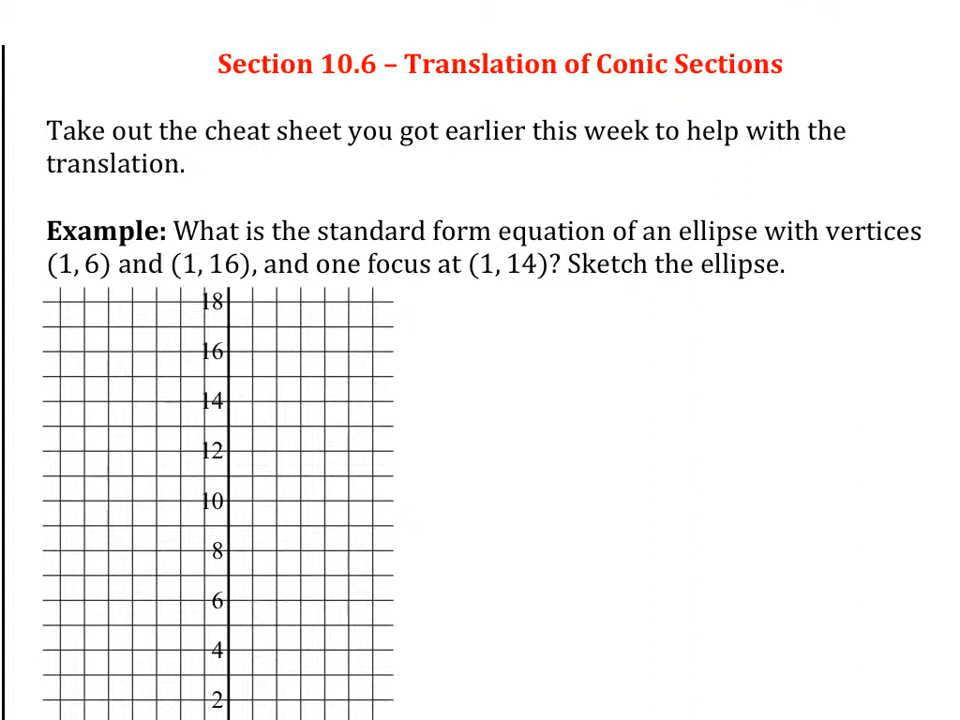 Section 10.6 – Translation of Conic Sections
Take out the cheat sheet you got earlier this week to help with the
translation.
Example: What is the standard form equation of an ellipse with vertices
(1, 6) and (1, 16), and one focus at (1, 14)? Sketch the ellipse.
18
16
14
12
10
8
6
4
2